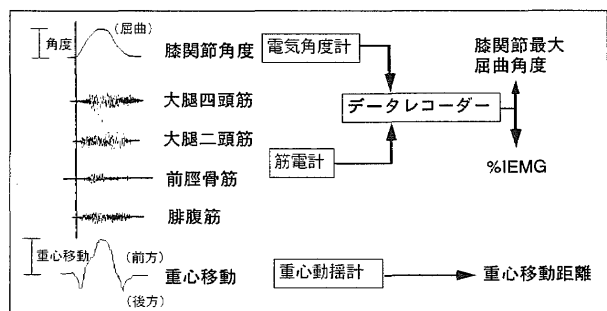 角度
(屈曲)
膝関節角度
電気角度計
膝関節最大
屈曲角度
大腿四頭筋
データレコーダー
大腿二頭筋
筋電計
前脛骨筋
%IEMG
腓腹筋
重心移動
(前方)
重心移動
重心動揺計
重心移動距離
(後方)